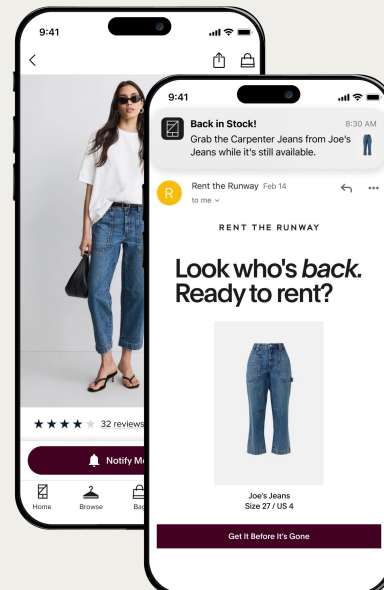 9:41
32 reviews
Notify M
Home
Browse
Bag
9:41
Back in Stock!
8:30 AM
Grab the Carpenter Jeans from Joe's
Jeans while it's still available.
R
Rent the Runway Feb 14
to me
RENT THE RUNWAY
Look who's back.
Ready to rent?
Joe's Jeans
Size 27 / US 4
Get It Before It's Gone